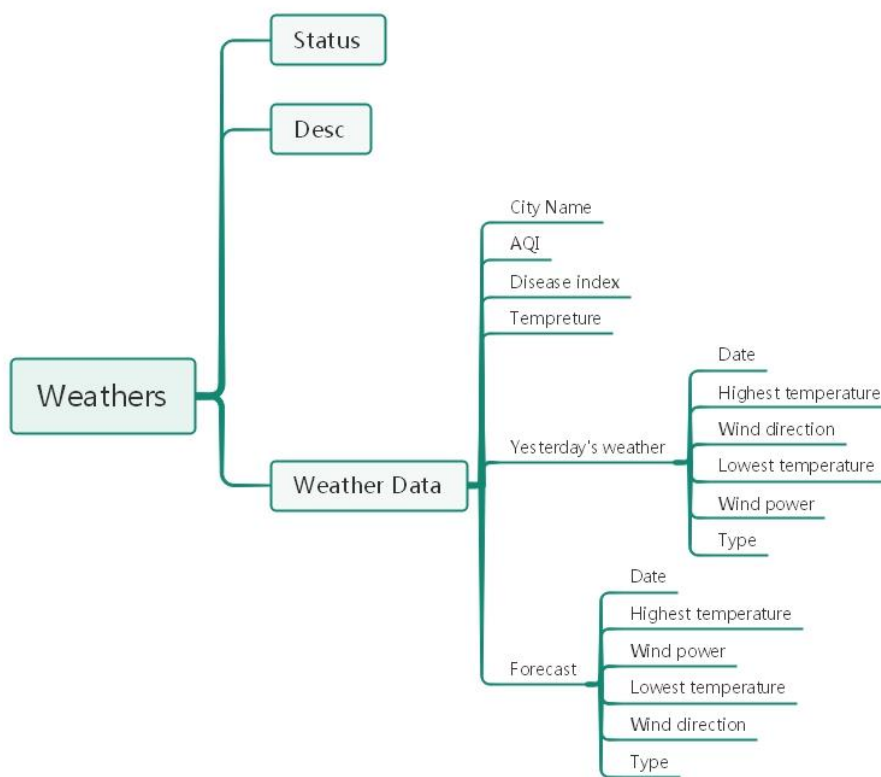 Status
Desc
Weathers
Weather Data
City Name
AQI
Disease index
Tempreture
Yesterday's weather
Date
Highest temperature
Wind direction
Lowest temperature
Wind power
Type
Forecast
Date
Highest temperature
Wind power
Lowest temperature
Wind direction
Type